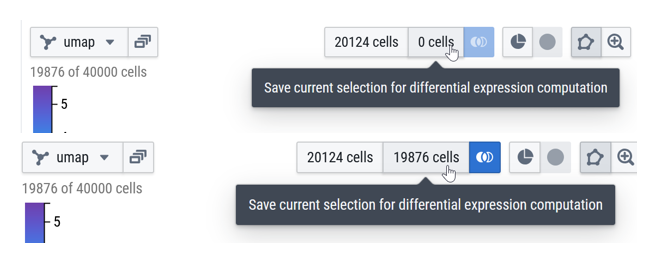 umap 20124 cells 0 cells
19876 of 40000 cells
Save current selection for differential expression computation
5
umap 20124 cells 19876 cells
19876 of 40000 cells
Save current selection for differential expression computation
5